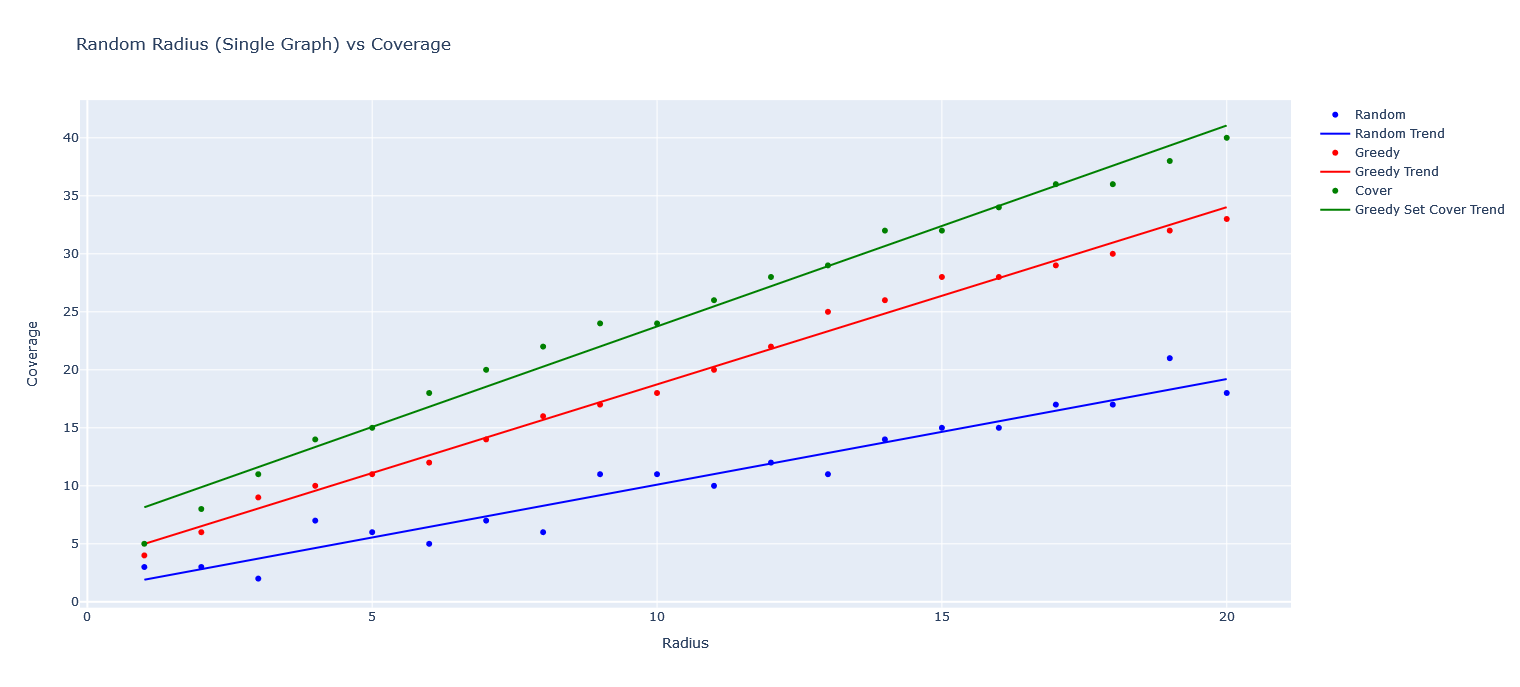 Random Radius (Single Graph) vs Coverage
Random
Random Trend
Greedy
Greedy Trend
Cover
Greedy Set Cover Trend
40
35
30
25
20
15
10
5
0
Coverage
0 5 10 15 20
Radius